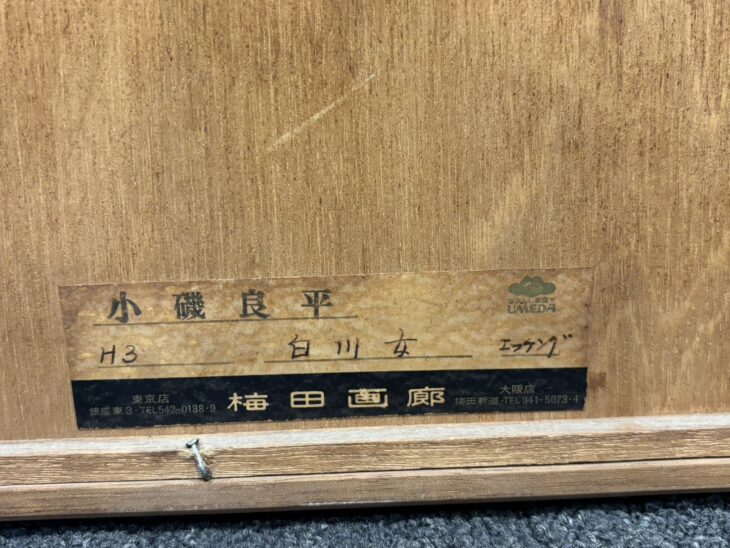 小磯良平
GALLERY
UMEDA
H3 白川女 エッケング
東京店
銀座東3・TEL542-0138-9
梅田画廊
大阪店
梅田新道・TEL341-5073-4